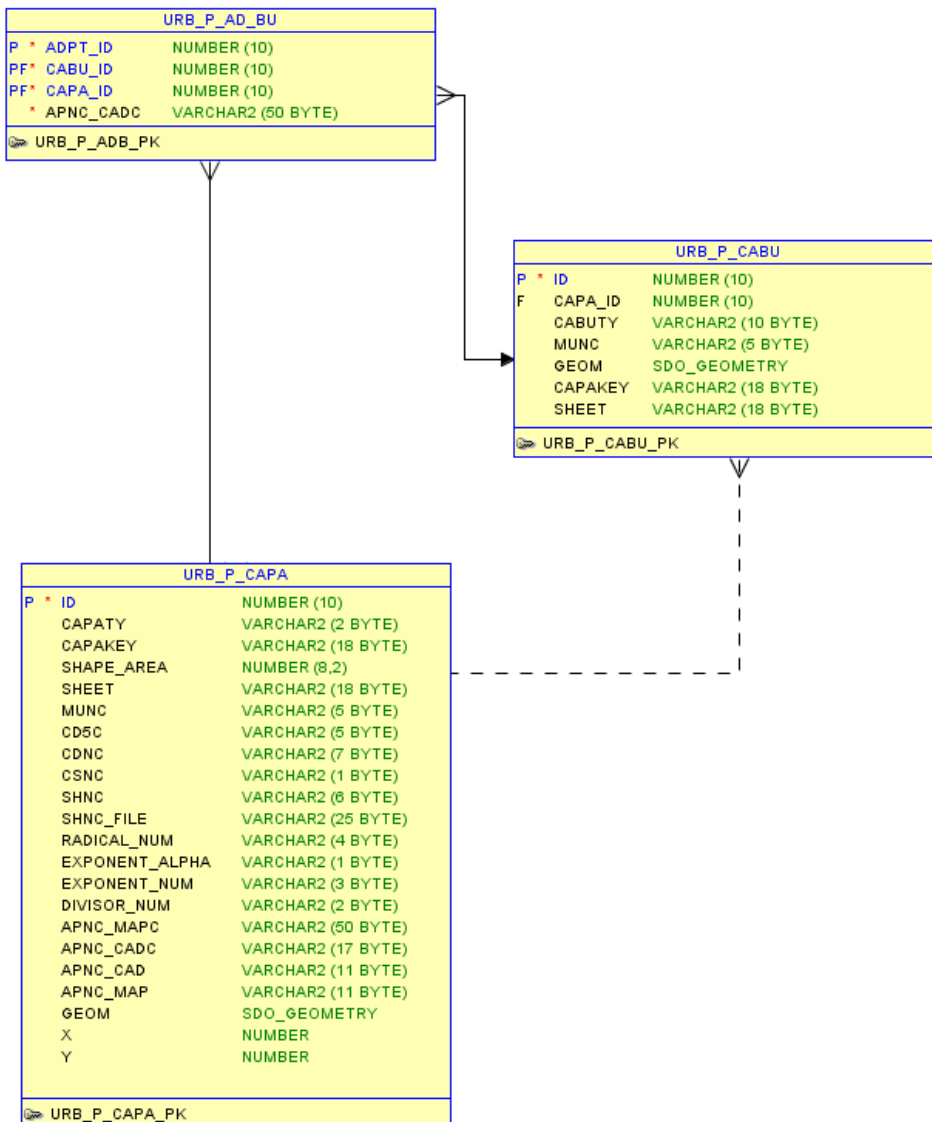 URB_P_AD_BU
P * ADPT_ID NUMBER (10)
PF* CABU_ID NUMBER (10)
PF* CAPA_ID NUMBER (10)
* APNC_CADC VARCHAR2 (50 BYTE)
URB_P_ADB_PK
URB_P_CABU
P * ID NUMBER (10)
F CAPA_ID NUMBER (10)
CABUTY VARCHAR2 (10 BYTE)
MUNC VARCHAR2 (5 BYTE)
GEOM SDO_GEOMETRY
CAPAKEY VARCHAR2 (18 BYTE)
SHEET VARCHAR2 (18 BYTE)
URB_P_CABU_PK
URB_P_CAPA
P * ID NUMBER (10)
CAPATY VARCHAR2 (2 BYTE)
CAPAKEY VARCHAR2 (18 BYTE)
SHAPE_AREA NUMBER (8,2)
SHEET VARCHAR2 (18 BYTE)
MUNC VARCHAR2 (5 BYTE)
CD5C VARCHAR2 (5 BYTE)
CDNC VARCHAR2 (7 BYTE)
CSNC VARCHAR2 (1 BYTE)
SHNC VARCHAR2 (6 BYTE)
SHNC_FILE VARCHAR2 (25 BYTE)
RADICAL_NUM VARCHAR2 (4 BYTE)
EXPONENT_ALPHA VARCHAR2 (1 BYTE)
EXPONENT_NUM VARCHAR2 (3 BYTE)
DIVISOR_NUM VARCHAR2 (2 BYTE)
APNC_MAPC VARCHAR2 (50 BYTE)
APNC_CADC VARCHAR2 (17 BYTE)
APNC_CAD VARCHAR2 (11 BYTE)
APNC_MAP VARCHAR2 (11 BYTE)
GEOM SDO_GEOMETRY
X NUMBER
Y NUMBER
URB_P_CAPA_PK